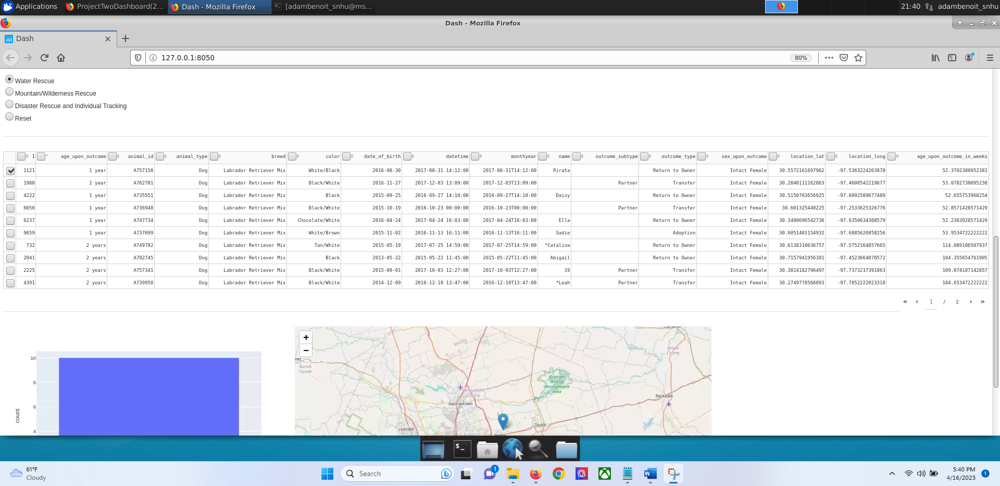 Applications ProjectTwoDashboard(2... Dash - Mozilla Firefox [adambenoit_snhu@ms... 21:40 adambenoit_snhu
Dash - Mozilla Firefox
Dash
127.0.0.1:8050 80%
Water Rescue
Mountain/Wilderness Rescue
Disaster Rescue and Individual Tracking
Reset
1 age_upon_outcome animal_id animal_type breed color date_of_birth datetime monthyear name outcome_subtype outcome_type sex_upon_outcome location_lat location_long age_upon_outcome_in_weeks
1121 1 year A757158 Dog Labrador Retriever Mix White/Black 2016-08-30 2017-08-31 14:12:00 2017-08-31T14:12:00 Pirata Return to Owner Intact Female 30.5572161697962 -97.5363224263878 52.3702380952381
1988 1 year A762781 Dog Labrador Retriever Mix Black/White 2016-11-27 2017-12-03 13:09:00 2017-12-03T13:09:00 Partner Transfer Intact Female 30.2840111162863 -97.4600542219677 53.0782738095238
4222 1 year A735551 Dog Labrador Retriever Mix Black 2015-09-25 2016-09-27 14:10:00 2016-09-27T14:10:00 Daisy Return to Owner Intact Female 30.5150703656925 -97.6092589677489 52.655753968254
6056 1 year A736948 Dog Labrador Retriever Mix Black/White 2015-10-19 2016-10-23 00:00:00 2016-10-23T00:00:00 Partner Transfer Intact Female 30.601325440225 -97.2533625326776 52.8571428571429
6237 1 year A747734 Dog Labrador Retriever Mix Chocolate/White 2016-04-24 2017-04-24 16:03:00 2017-04-24T16:03:00 Ella Return to Owner Intact Female 30.3400696542736 -97.6350634308579 52.2383928571429
9659 1 year A737699 Dog Labrador Retriever Mix White/Brown 2015-11-02 2016-11-13 16:11:00 2016-11-13T16:11:00 Sadie Adoption Intact Female 30.6051401154932 -97.6885626858256 53.9534722222222
732 2 years A749782 Dog Labrador Retriever Mix Tan/White 2015-05-19 2017-07-25 14:59:00 2017-07-25T14:59:00 *Catalina Return to Owner Intact Female 30.6138310636757 -97.5752164857665 114.089186507937
2041 2 years A702745 Dog Labrador Retriever Mix Black 2013-05-22 2015-05-22 11:45:00 2015-05-22T11:45:00 Abigail Return to Owner Intact Female 30.7157941956301 -97.4523664870572 104.355654761905
2225 2 years A757341 Dog Labrador Retriever Mix Black/White 2015-09-01 2017-10-03 12:27:00 2017-10-03T12:27:00 19 Partner Transfer Intact Female 30.3814182796497 -97.7373217391863 109.074107142857
4391 2 years A739950 Dog Labrador Retriever Mix Black/White 2014-12-09 2016-12-10 13:47:00 2016-12-10T13:47:00 *Leah Partner Transfer Intact Female 30.2749778566093 -97.7052222023318 104.653472222222
« ‹ 1 / 2 › »
10
8
6
4
count
+
−
net
Burnet
County
Milam
County
Granger
Wildlife
Management
Area
Williamson
County
Georgetown
Rockdale
Leander
Taylor
Hutto
$_
61°F
Cloudy
Search
1
5:40 PM
4/16/2023
1